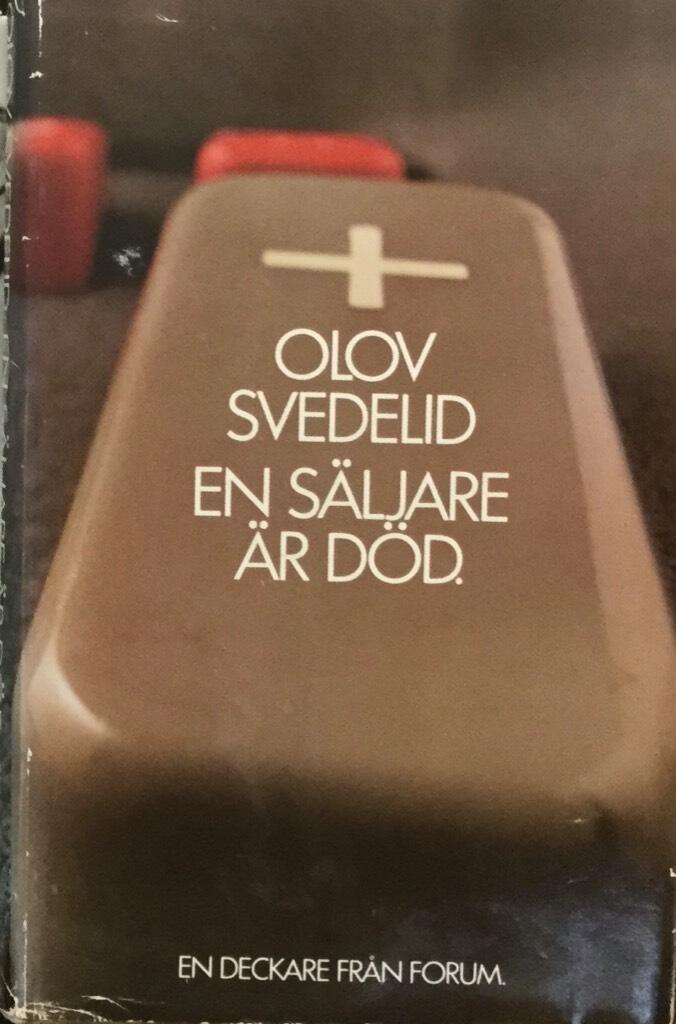 OLOV
SVEDELID
EN SÄLJARE
ÄR DÖD.
EN DECKARE FRÅN FORUM.